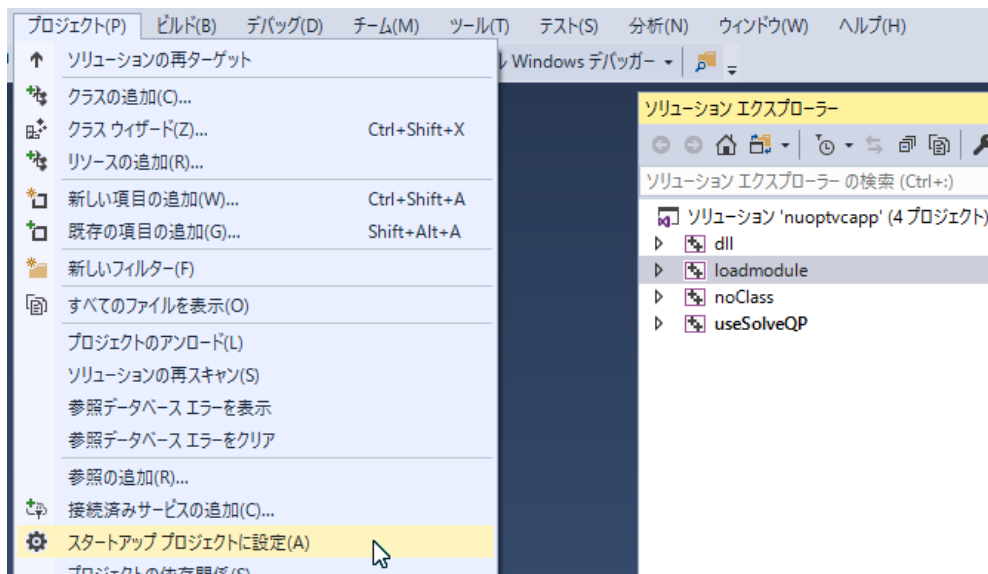 プロジェクト(P) ビルド(B) デバッグ(D) チーム(M) ツール(T) テスト(S) 分析(N) ウィンドウ(W) ヘルプ(H)
ソリューションの再ターゲット
クラスの追加(C)...
クラス ウィザード(Z)... Ctrl+Shift+X
リソースの追加(R)...
新しい項目の追加(W)... Ctrl+Shift+A
既存の項目の追加(G)... Shift+Alt+A
新しいフィルター(F)
すべてのファイルを表示(O)
プロジェクトのアンロード(L)
ソリューションの再スキャン(S)
参照データベース エラーを表示
参照データベース エラーをクリア
参照の追加(R)...
接続済みサービスの追加(C)...
スタートアップ プロジェクトに設定(A)
プロジェクトの依存関係(S)
Windows デバッガー
ソリューション エクスプローラー
ソリューション エクスプローラー の検索 (Ctrl+:)
ソリューション 'nuoptvcapp' (4 プロジェクト)
dll
loadmodule
noClass
useSolveQP